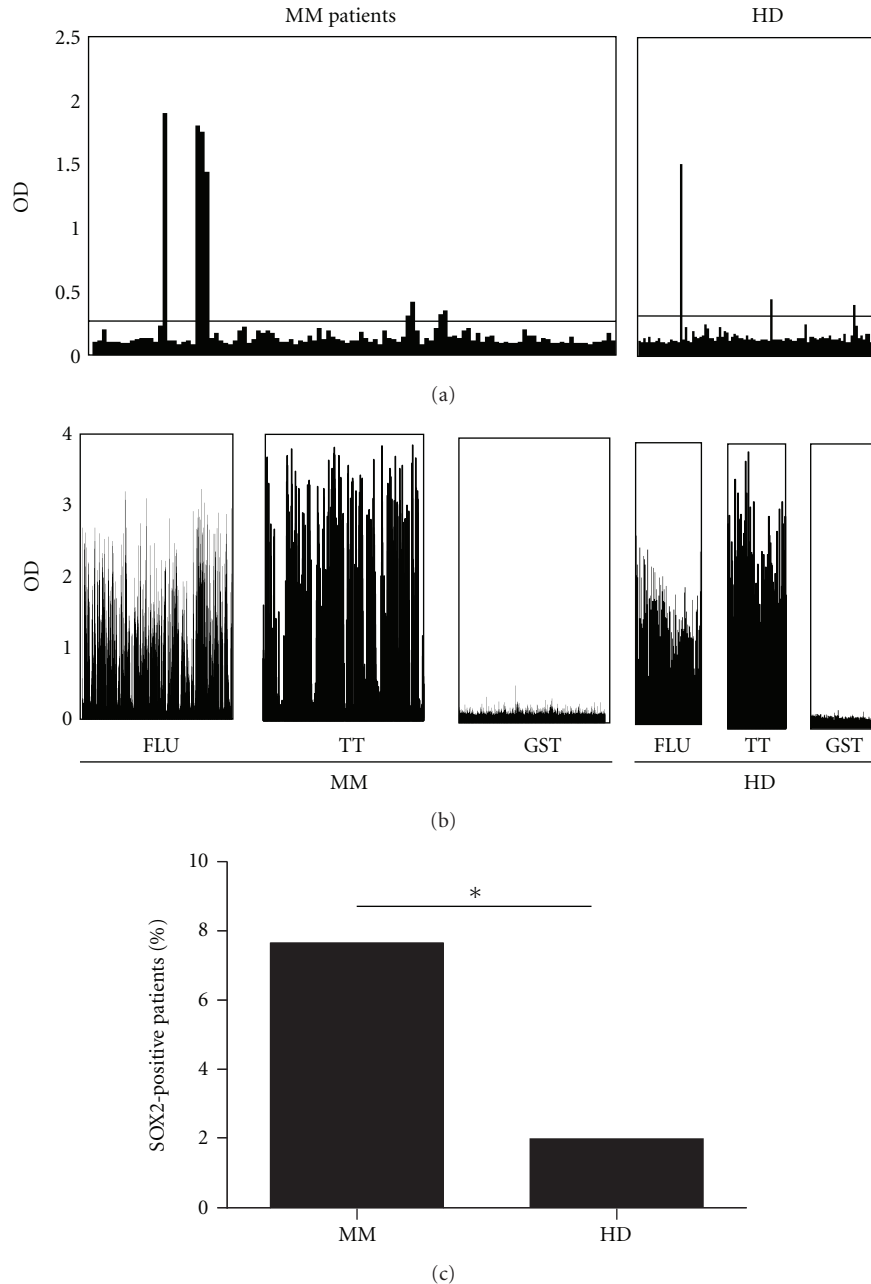 MM patients
HD
2.5
2
1.5
1
0.5
0
OD
(a)
4
3
2
1
0
OD
FLU
TT
GST
FLU
TT
GST
MM
HD
(b)
10
8
6
4
2
0
SOX2-positive patients (%)
*
MM
HD
(c)